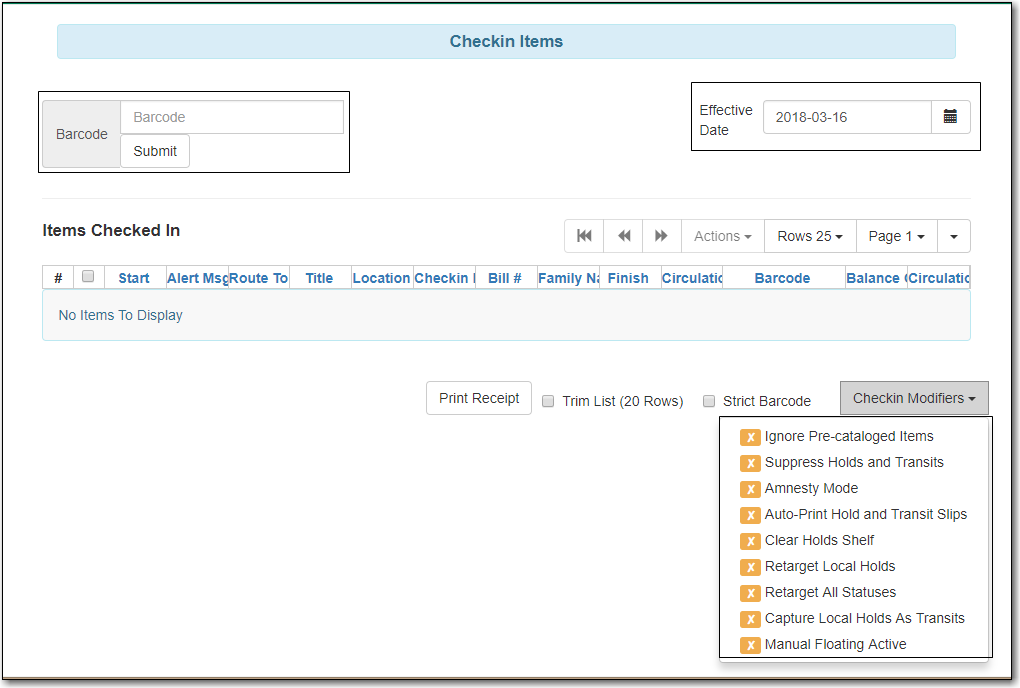 Checkin Items
Barcode
Barcode
Submit
Effective
Date
2018-03-16
Items Checked In
Actions
Rows 25
Page 1
# Start Alert Msg Route To Title Location Checkin Bill # Family Na Finish Circulatio Barcode Balance Circulatio
No Items To Display
Print Receipt
Trim List (20 Rows)
Strict Barcode
Checkin Modifiers
x Ignore Pre-cataloged Items
x Suppress Holds and Transits
x Amnesty Mode
x Auto-Print Hold and Transit Slips
x Clear Holds Shelf
x Retarget Local Holds
x Retarget All Statuses
x Capture Local Holds As Transits
x Manual Floating Active